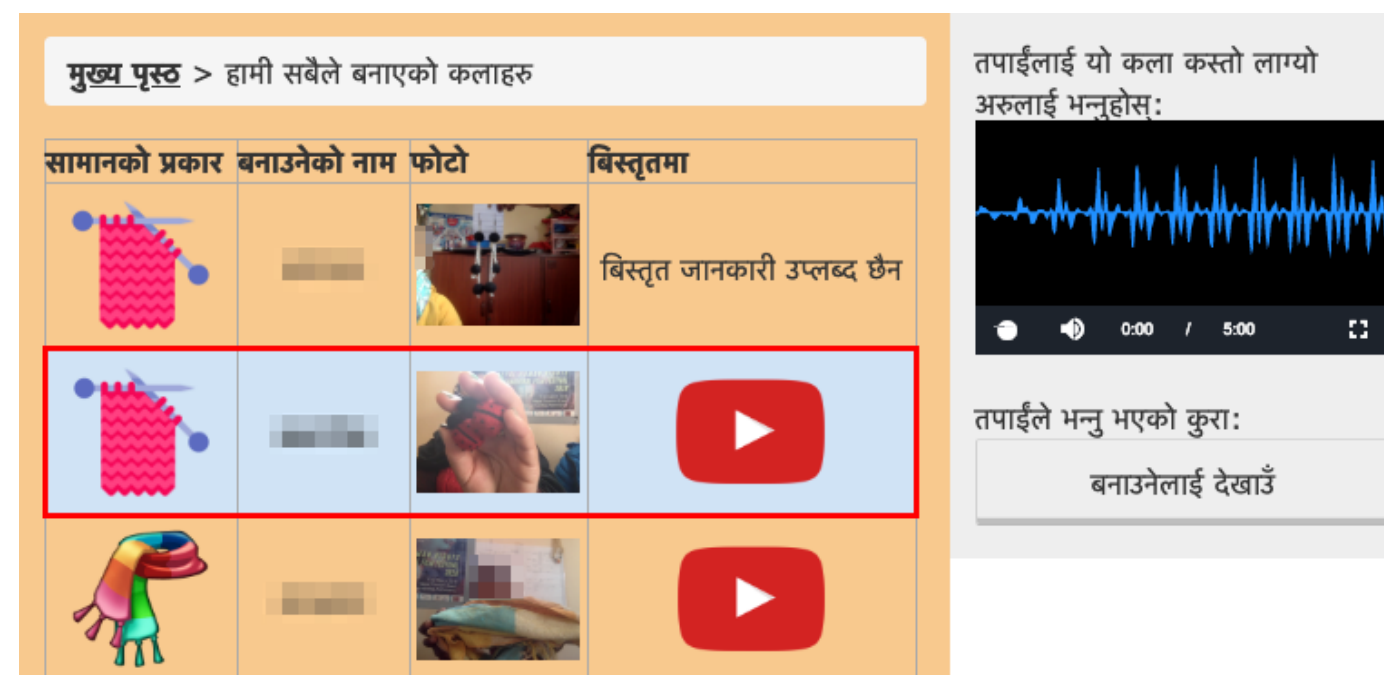 मुख्य पृस्ठ > हामी सबैले बनाएको कलाहरु
सामानको प्रकार बनाउनेको नाम फोटो बिस्तृतमा
बिस्तृत जानकारी उप्लब्द छैन
तपाईंलाई यो कला कस्तो लाग्यो
अरुलाई भन्नुहोस्:
0:00 / 5:00
तपाईंले भन्नु भएको कुरा:
बनाउनेलाई देखाउँ